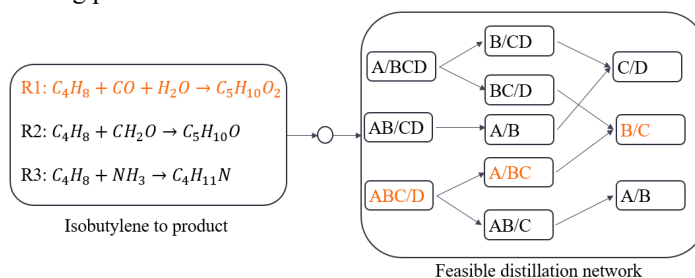 R1: C₄H₈ + CO + H₂O → C₅H₁₀O₂
R2: C₄H₈ + CH₂O → C₅H₁₀O
R3: C₄H₈ + NH₃ → C₄H₁₁N
Isobutylene to product
A/BCD
AB/CD
ABC/D
B/CD
BC/D
A/B
A/BC
AB/C
C/D
B/C
A/B
Feasible distillation network